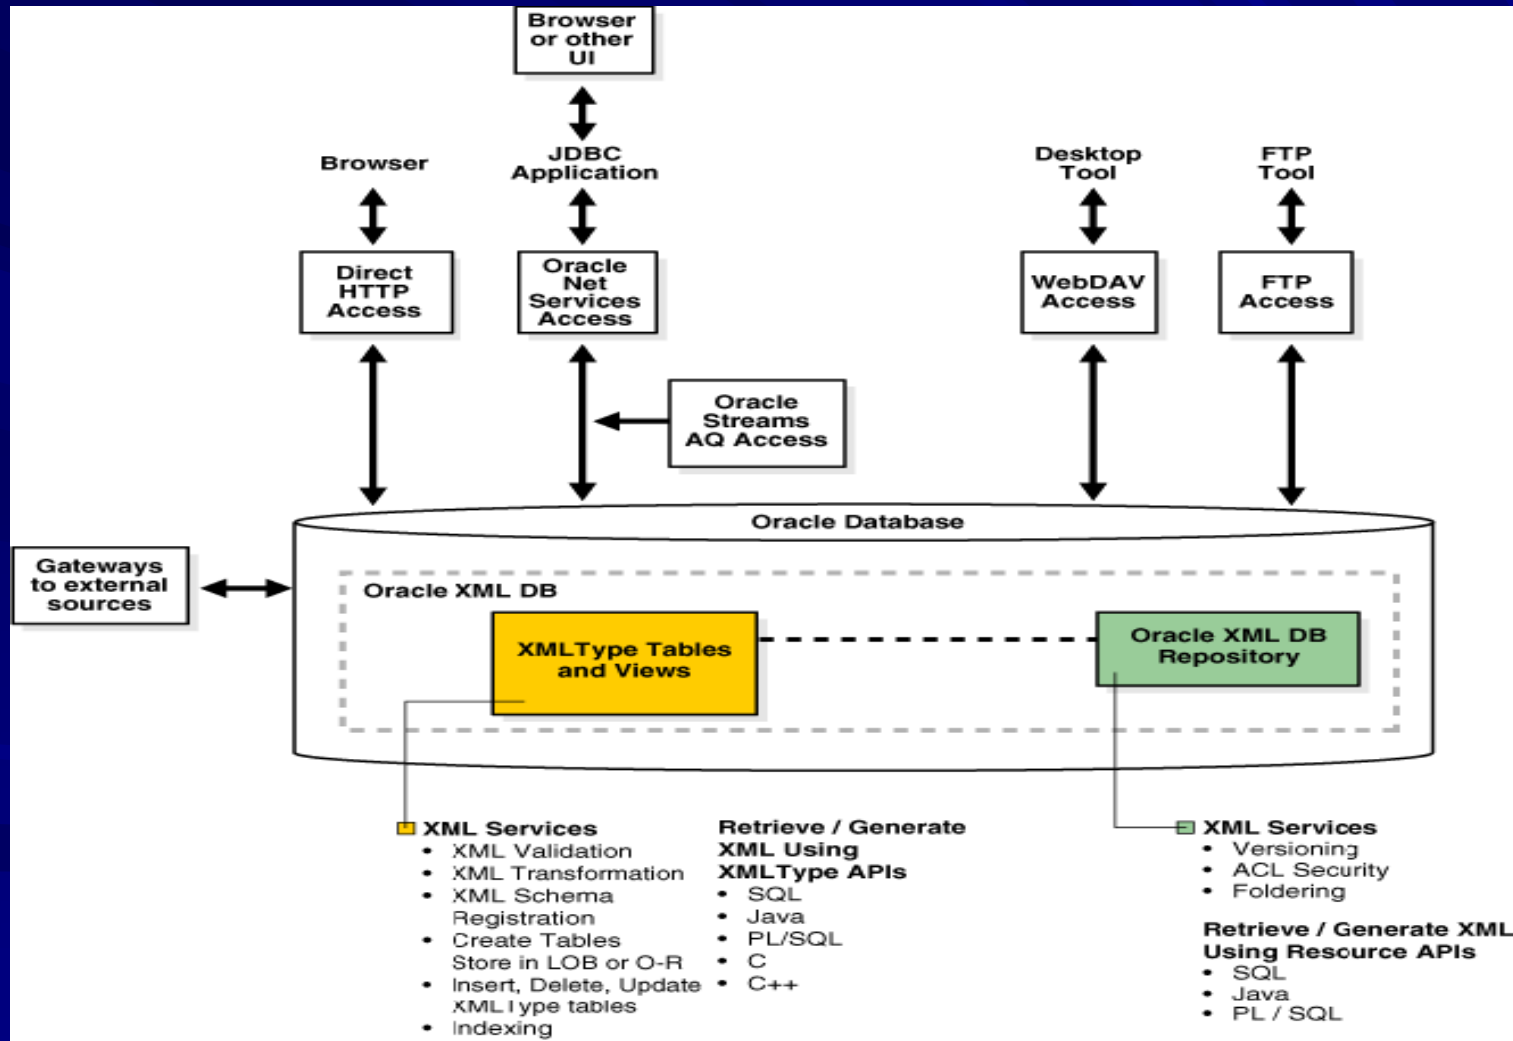 Browser
or other
UI
Browser
JDBC
Application
Desktop
Tool
FTP
Tool
Direct
HTTP
Access
Oracle
Net
Services
Access
WebDAV
Access
FTP
Access
Oracle
Streams
AQ Access
Oracle Database
Gateways
to external
sources
Oracle XML DB
XMLType Tables
and Views
Oracle XML DB
Repository
XML Services
• XML Validation
• XML Transformation
• XML Schema
Registration
• Create Tables
Store in LOB or O-R
• Insert, Delete, Update
XMLType tables
• Indexing
Retrieve / Generate
XML Using
XMLType APIs
• SQL
• Java
• PL/SQL
• C
• C++
XML Services
• Versioning
• ACL Security
• Foldering
Retrieve / Generate XML
Using Resource APIs
• SQL
• Java
• PL / SQL